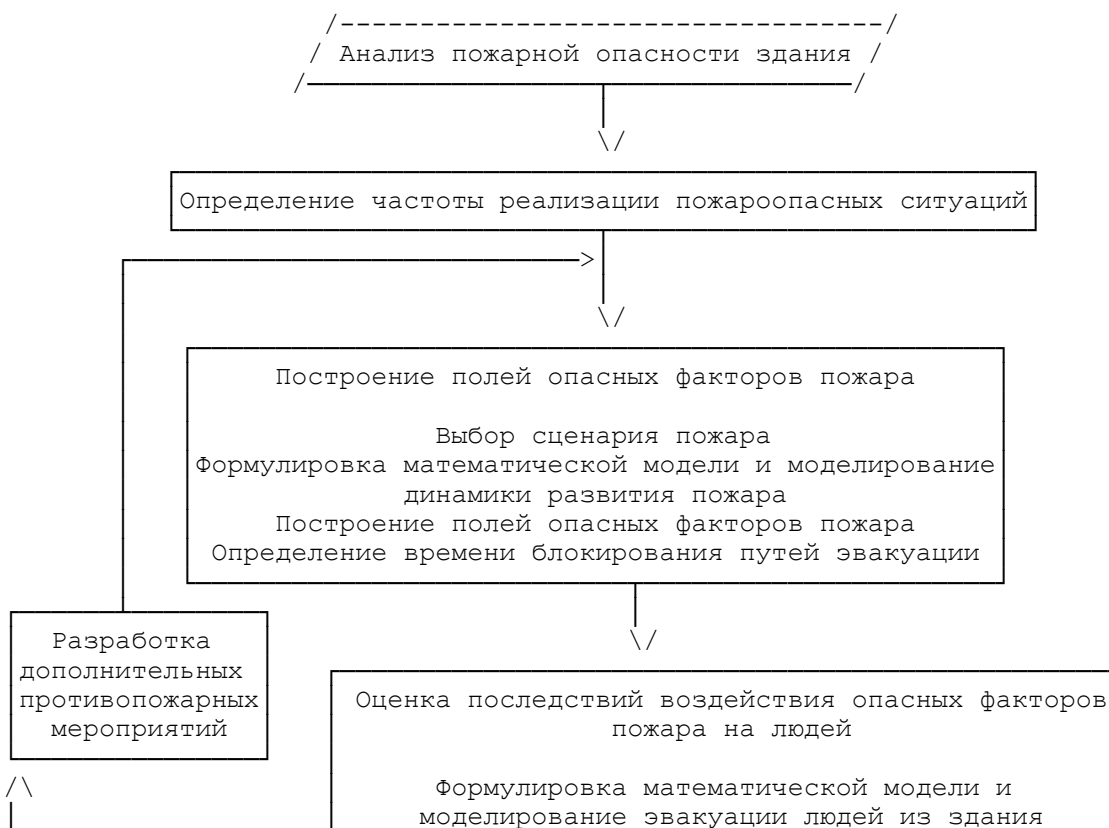 Анализ пожарной опасности здания
Определение частоты реализации пожароопасных ситуаций
Построение полей опасных факторов пожара
Выбор сценария пожара
Формулировка математической модели и моделирование
динамики развития пожара
Построение полей опасных факторов пожара
Определение времени блокирования путей эвакуации
Разработка
дополнительных
противопожарных
мероприятий
Оценка последствий воздействия опасных факторов
пожара на людей
Формулировка математической модели и
моделирование эвакуации людей из здания